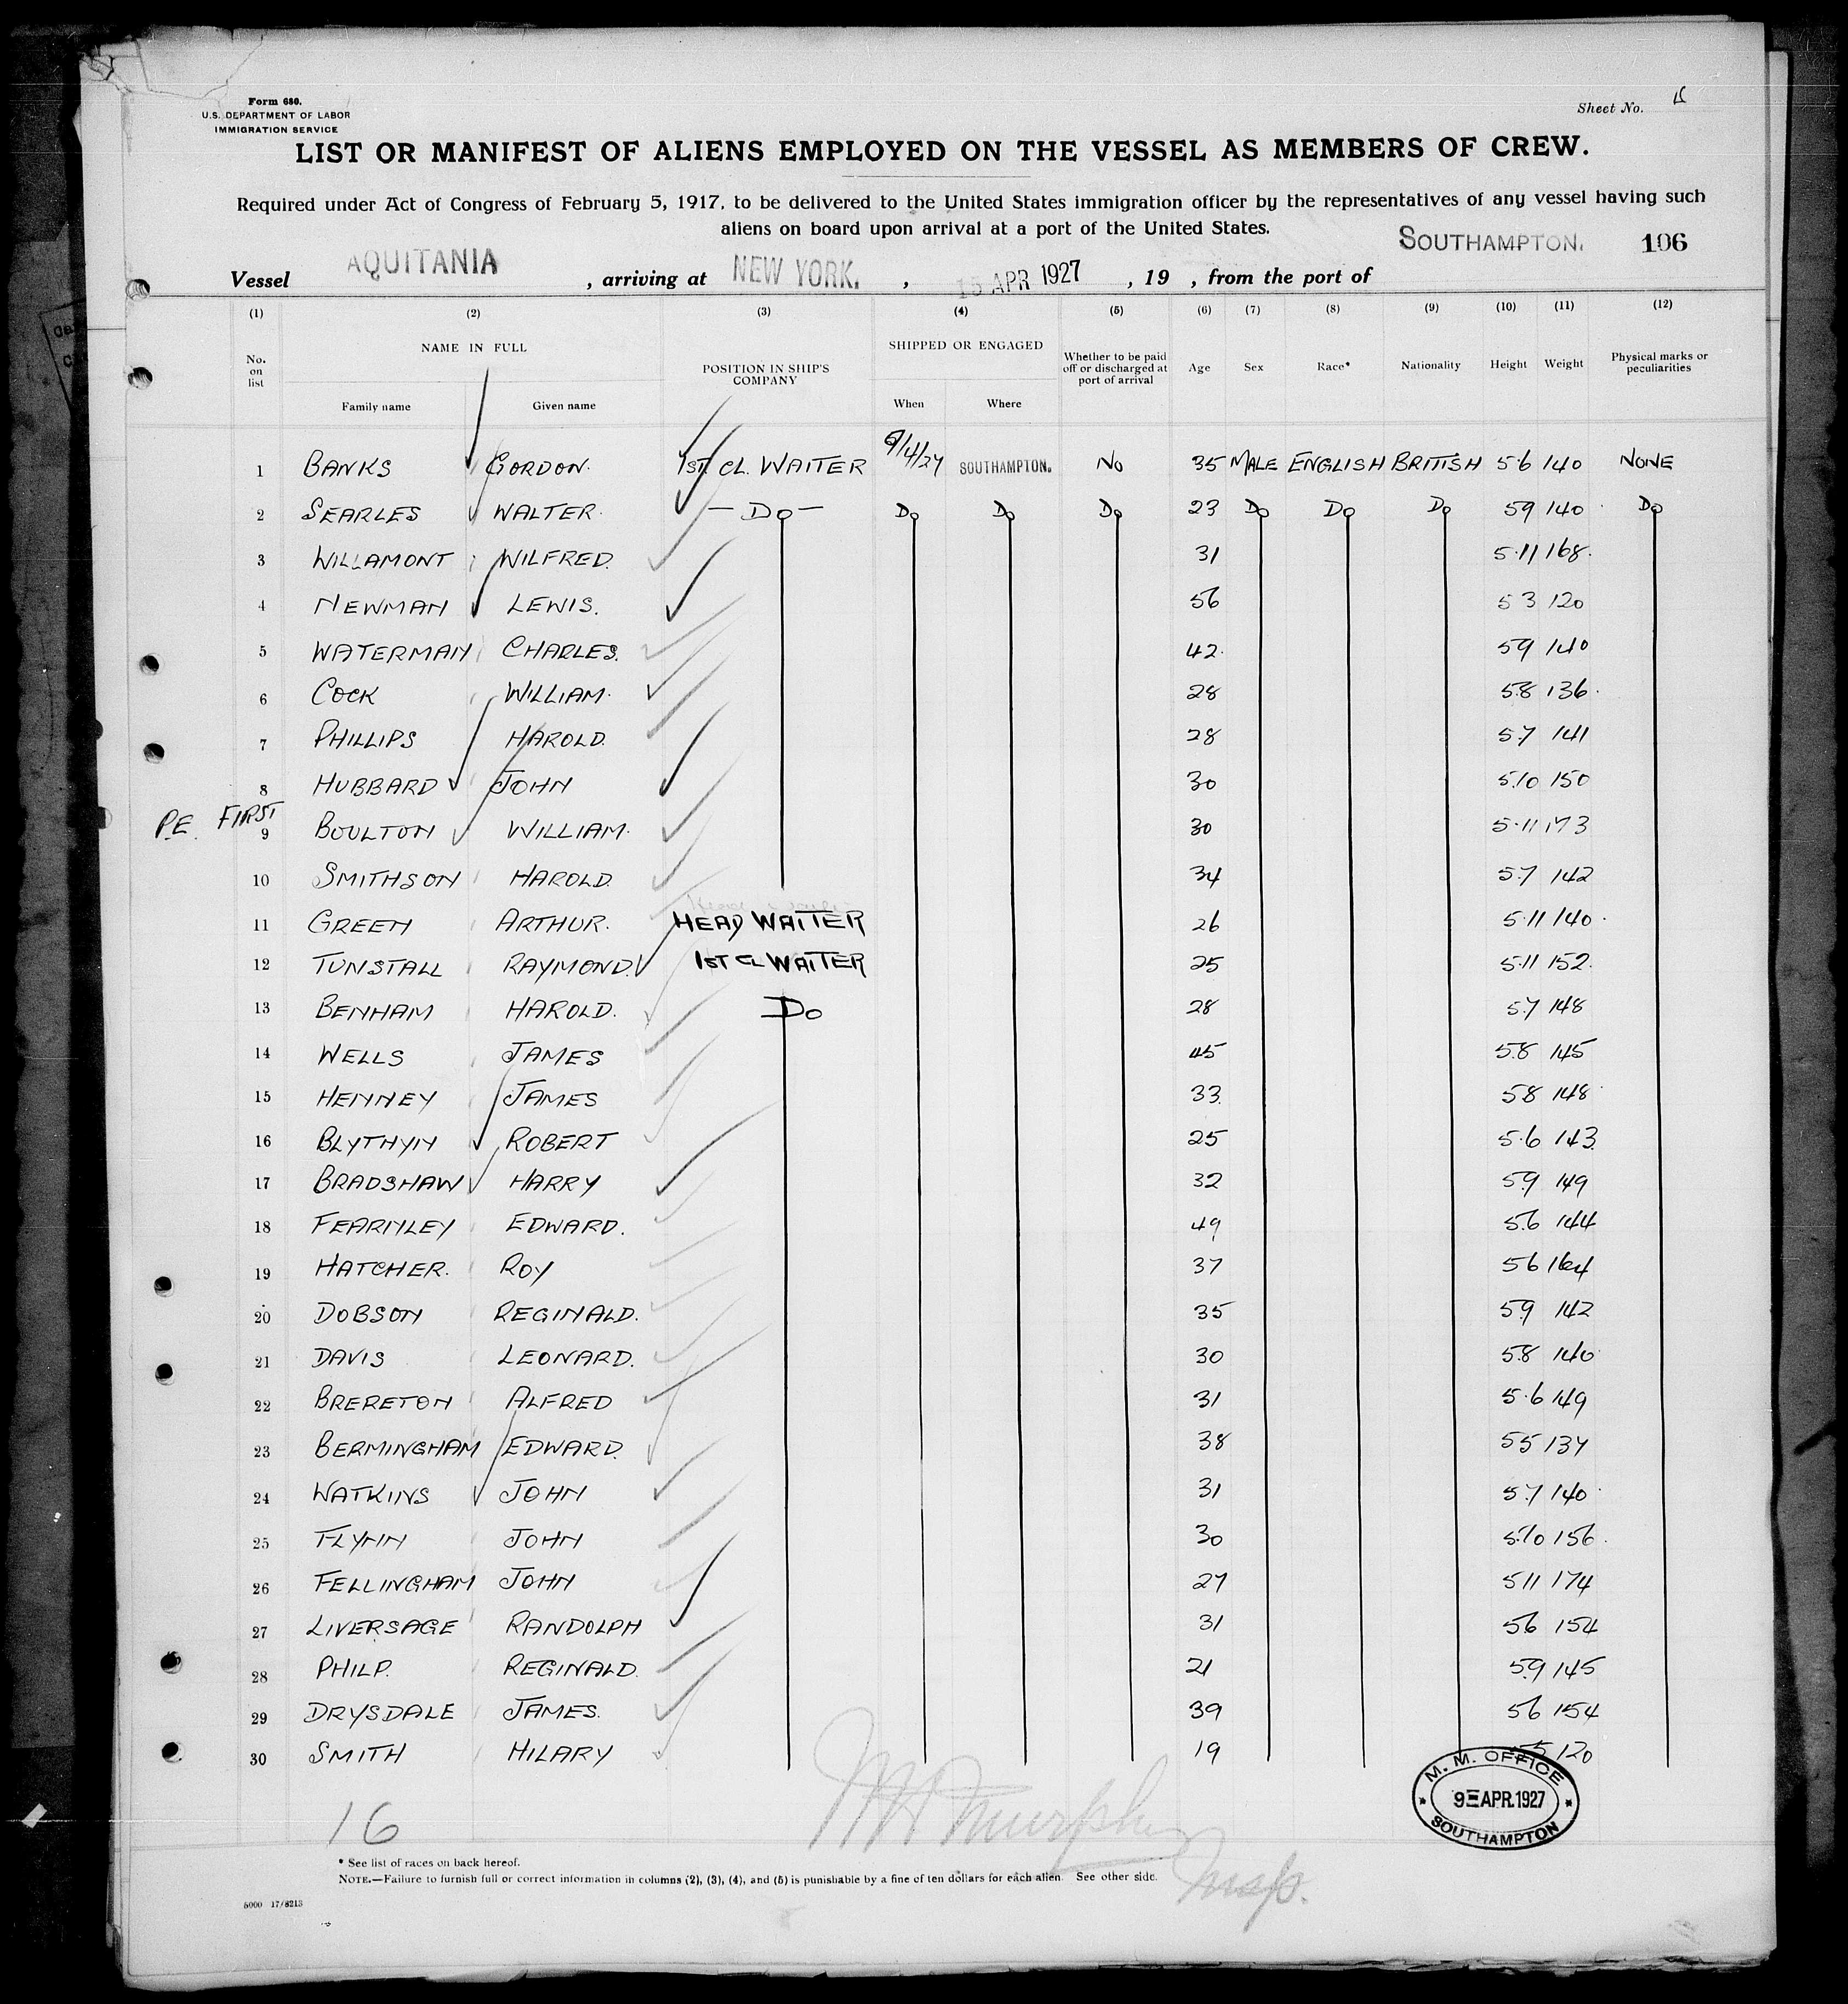 Form 680.
U.S. DEPARTMENT OF LABOR
IMMIGRATION SERVICE
Sheet No.
LIST OR MANIFEST OF ALIENS EMPLOYED ON THE VESSEL AS MEMBERS OF CREW.
Required under Act of Congress of February 5, 1917, to be delivered to the United States immigration officer by the representatives of any vessel having such
aliens on board upon arrival at a port of the United States.
SOUTHAMPTON. 106
Vessel AQUITANIA, arriving at NEW YORK, 15 APR 1927, 19 , from the port of
(1) (2) (3) (4) (5) (6) (7) (8) (9) (10) (11) (12)
No. on list NAME IN FULL Family name Given name POSITION IN SHIP'S COMPANY SHIPPED OR ENGAGED When Where Whether to be paid off or discharged at port of arrival Age Sex Race* Nationality Height Weight Physical marks or peculiarities
1 BANKS GORDON. 1ST. CL. WAITER 9/4/27 SOUTHAMPTON. NO 35 MALE ENGLISH BRITISH 5·6 140 NONE
2 SEARLES WALTER. — DO — DO DO DO 23 DO DO DO 59 140 DO
3 WILLAMONT WILFRED. 31 5·11 168.
4 NEWMAN LEWIS. 56 5 3 120
5 WATERMAN CHARLES. 42. 59 140
6 COCK WILLIAM. 28 5.8 136.
7 PHILLIPS HAROLD. 28 5.7 141
8 HUBBARD JOHN 30 5.10 150
P.E. FIRST
9 BOULTON WILLIAM. 30 5·11 173
10 SMITHSON HAROLD. 34 5.7 142
11 GREEN ARTHUR. HEAD WAITER 26 5·11 140.
12 TUNSTALL RAYMOND. 1ST CL WAITER 25 5·11 152.
13 BENHAM HAROLD. DO 28 5.7 148
14 WELLS JAMES 45 5.8 145
15 HENNEY JAMES 33. 58 148
16 BLYTHYN ROBERT 25 5·6 143.
17 BRADSHAW HARRY 32 5.9 149
18 FEARNLEY EDWARD. 49 5.6 144
19 HATCHER. ROY 37 56 164
20 DOBSON REGINALD. 35 5.9 142
21 DAVIS LEONARD. 30 5.8 140
22 BRERETON ALFRED 31 5·6 149
23 BERMINGHAM EDWARD. 38 55 137
24 WATKINS JOHN 31 5.7 140
25 FLYNN JOHN 30 5.10 156.
26 FELLINGHAM JOHN 27 511 174
27 LIVERSAGE RANDOLPH 31 56 154
28 PHILP. REGINALD. 21 5.9 145
29 DRYSDALE JAMES. 39 56 154
30 SMITH HILARY 19 55 120
M. M. OFFICE
9 APR. 1927
SOUTHAMPTON
16
Murphy
Insp.
* See list of races on back hereof.
NOTE.—Failure to furnish full or correct information in columns (2), (3), (4), and (5) is punishable by a fine of ten dollars for each alien. See other side.
5000 17/8213